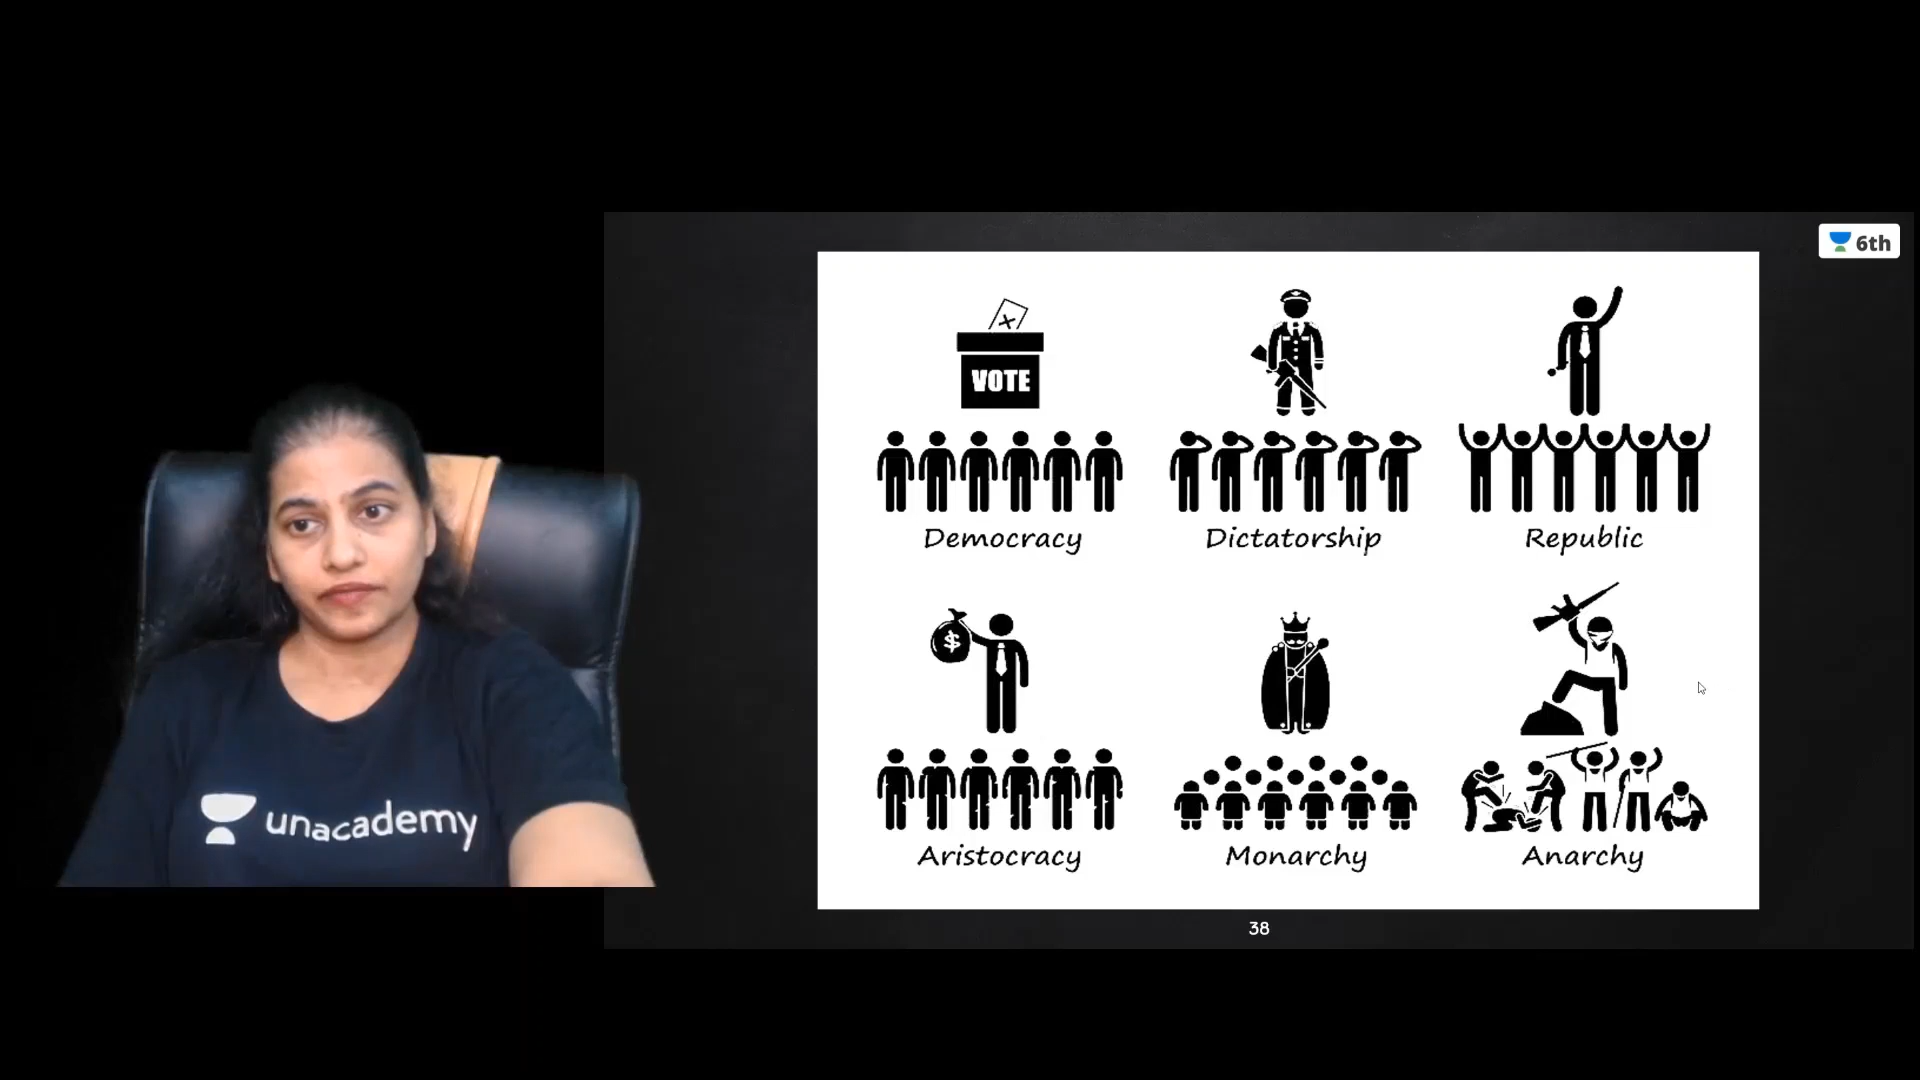 6th
VOTE
Democracy
Dictatorship
Republic
$
Aristocracy
Monarchy
Anarchy
unacademy
38